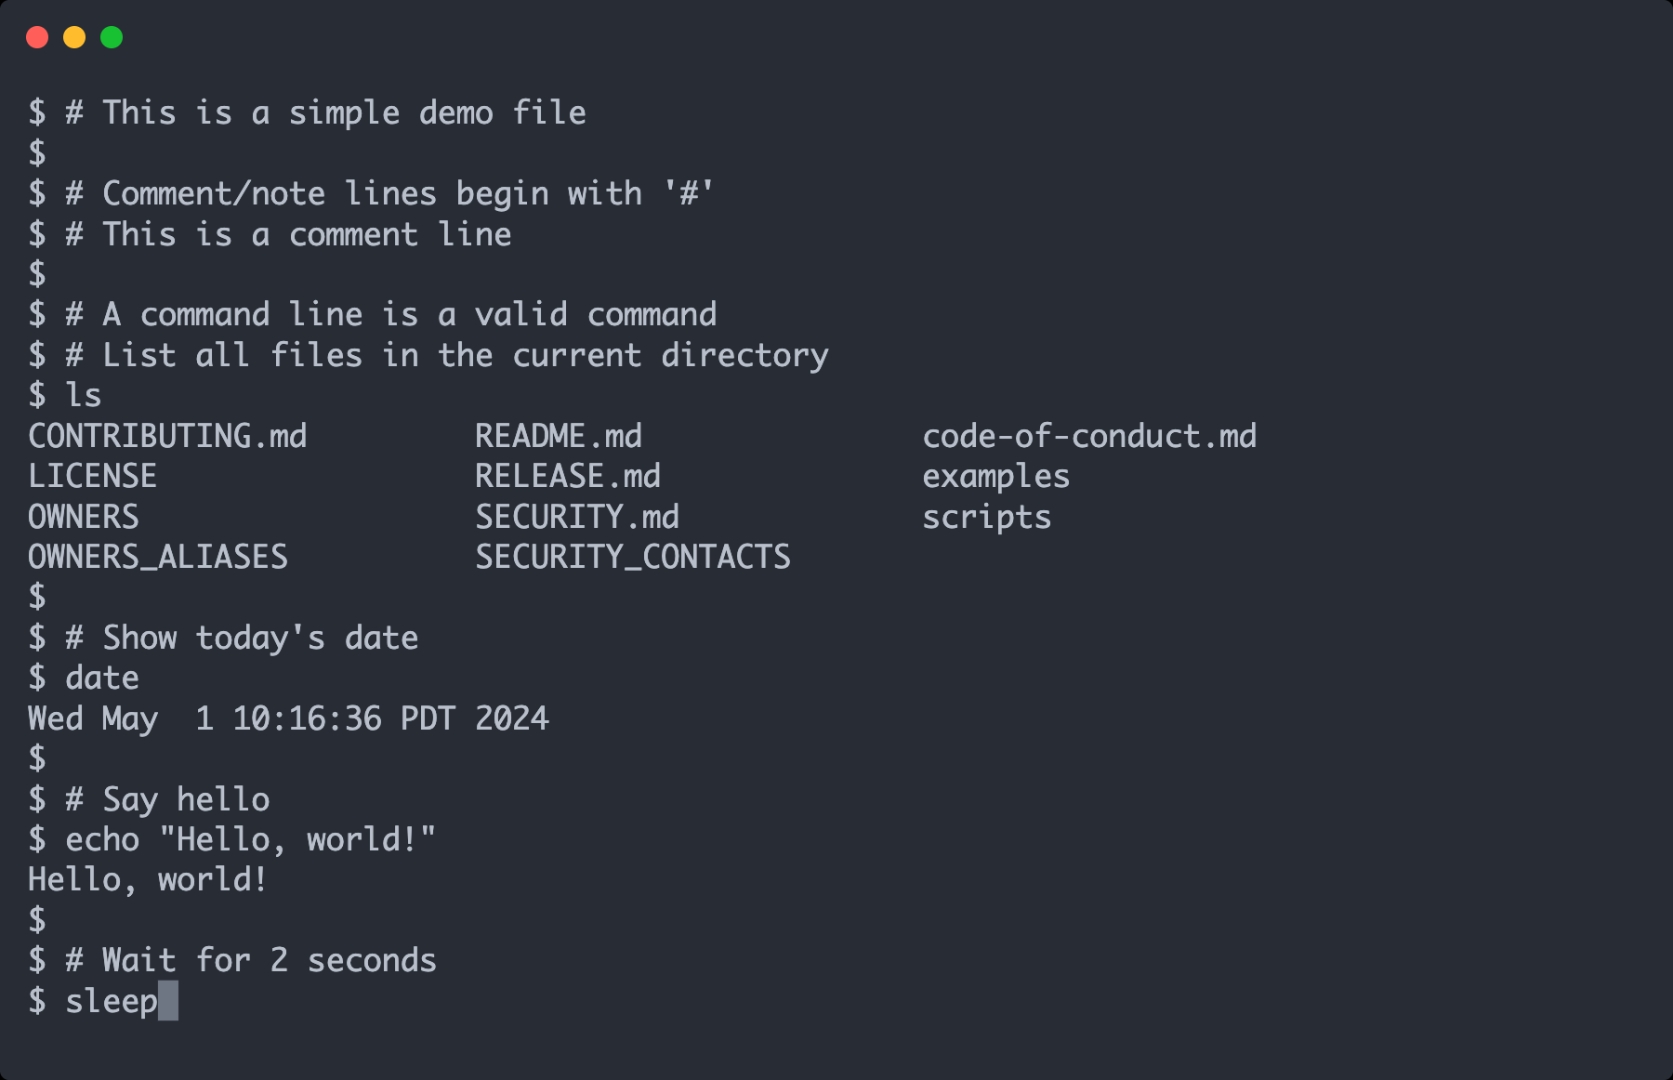 $ # This is a simple demo file
$
$ # Comment/note lines begin with '#'
$ # This is a comment line
$
$ # A command line is a valid command
$ # List all files in the current directory
$ ls
CONTRIBUTING.md         README.md               code-of-conduct.md
LICENSE                 RELEASE.md              examples
OWNERS                  SECURITY.md             scripts
OWNERS_ALIASES          SECURITY_CONTACTS
$
$ # Show today's date
$ date
Wed May  1 10:16:36 PDT 2024
$
$ # Say hello
$ echo "Hello, world!"
Hello, world!
$
$ # Wait for 2 seconds
$ sleep